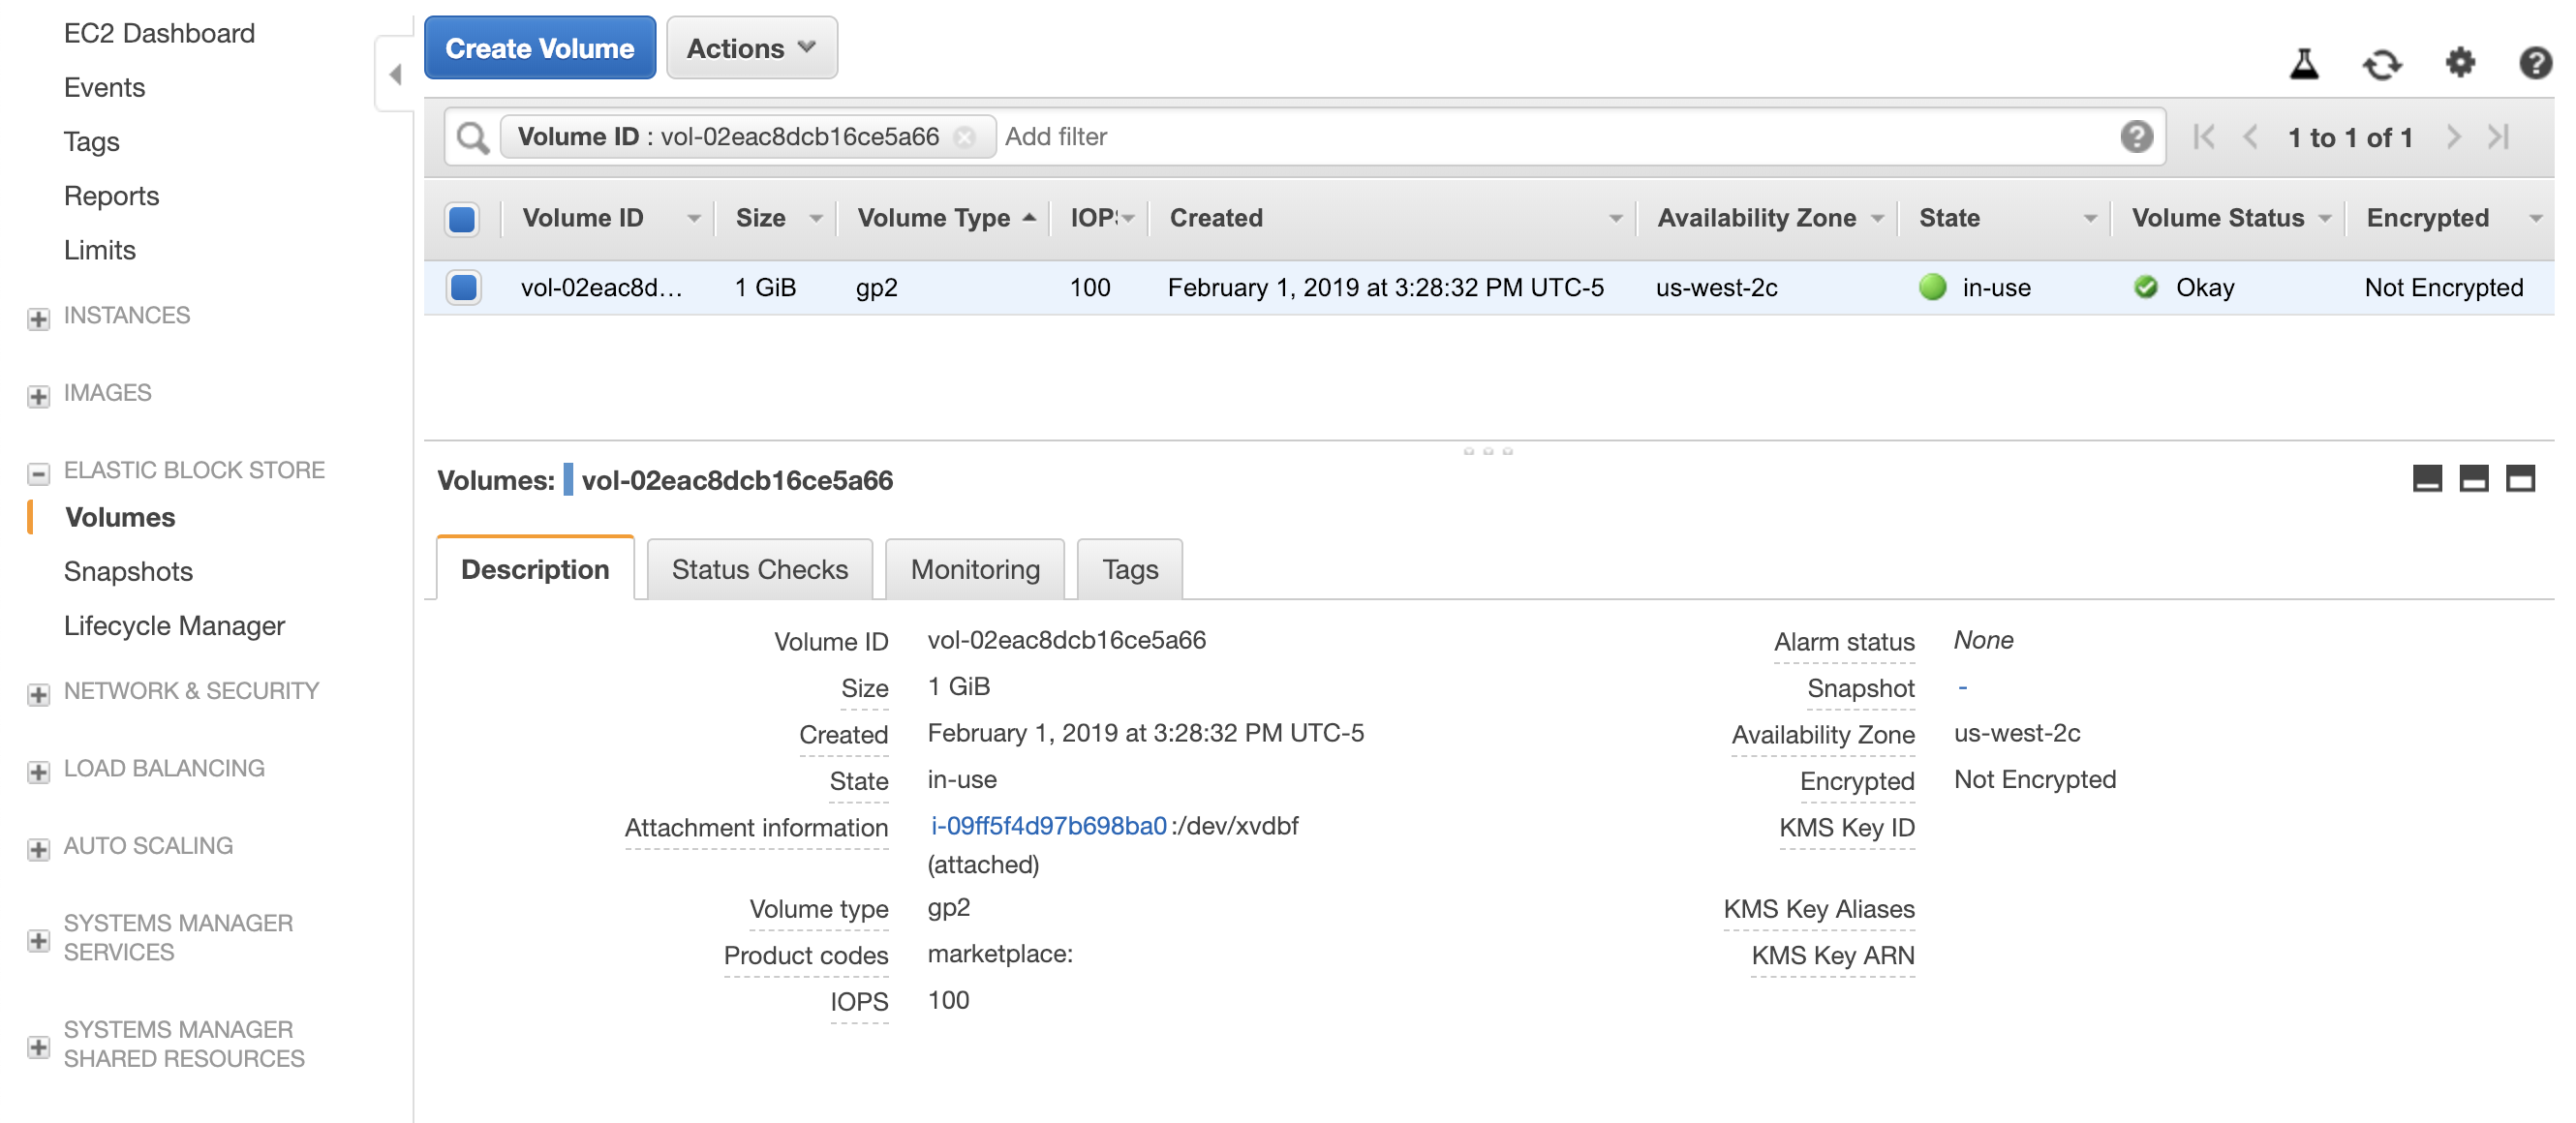 EC2 Dashboard
Events
Tags
Reports
Limits
INSTANCES
IMAGES
ELASTIC BLOCK STORE
Volumes
Snapshots
Lifecycle Manager
NETWORK & SECURITY
LOAD BALANCING
AUTO SCALING
SYSTEMS MANAGER
SERVICES
SYSTEMS MANAGER
SHARED RESOURCES
Create Volume Actions
Volume ID : vol-02eac8dcb16ce5a66 Add filter 1 to 1 of 1
Volume ID Size Volume Type IOPS Created Availability Zone State Volume Status Encrypted
vol-02eac8d... 1 GiB gp2 100 February 1, 2019 at 3:28:32 PM UTC-5 us-west-2c in-use Okay Not Encrypted
Volumes: vol-02eac8dcb16ce5a66
Description Status Checks Monitoring Tags
Volume ID vol-02eac8dcb16ce5a66
Size 1 GiB
Created February 1, 2019 at 3:28:32 PM UTC-5
State in-use
Attachment information i-09ff5f4d97b698ba0:/dev/xvdbf
(attached)
Volume type gp2
Product codes marketplace:
IOPS 100
Alarm status None
Snapshot -
Availability Zone us-west-2c
Encrypted Not Encrypted
KMS Key ID
KMS Key Aliases
KMS Key ARN